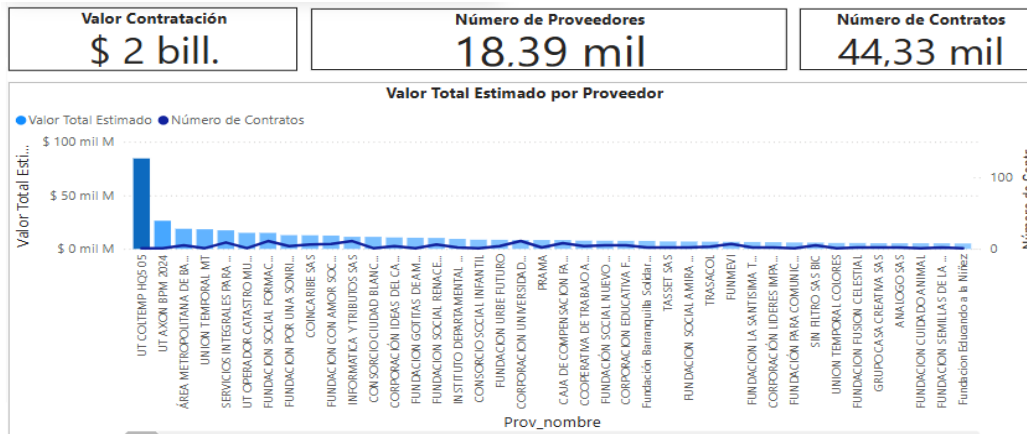 Valor Contratación
$ 2 bill.
Número de Proveedores
18.39 mil
Número de Contratos
44,33 mil
Valor Total Estimado por Proveedor
Valor Total Estimado Número de Contratos
Valor Total Esti...
$ 100 mil M
$ 50 mil M
$ 0 mil M
100
0
Número de Contr...
UT COLTEMP HQ5 05
UT AXON BPM 2024
ÁREA METROPOLITANA DE BA...
UNION TEMPORAL MT
SERVICIOS INTEGRALES PARA ...
UT OPERADOR CATASTRO MU...
FUNDACION SOCIAL FORMAC...
FUNDACION POR UNA SONRI...
COINCARIBE SAS
FUNDACION CON AMOR SOC...
INFORMATICA Y TRIBUTOS SAS
CONSORCIO CIUDAD BLANC...
CORPORACIÓN IDEAS DEL CA...
FUNDACION GOTITAS DE AM...
FUNDACION SOCIAL RENACE...
INSTITUTO DEPARTAMENTAL ...
CONSORCIO SOCIAL INFANTIL
FUNDACION URBE FUTURO
CORPORACION UNIVERSIDAD...
PRAMA
CAJA DE COMPENSACION FA...
COOPERATIVA DE TRABAJO A...
FUNDACIÓN SOCIAL NUEVO ...
CORPORACION EDUCATIVA F...
Fundación Barranquilla Solidar...
TASSET SAS
FUNDACION SOCIAL AMIRA ...
TRASACOL
FUNMEVI
FUNDACION LA SANTISIMA T...
CORPORACIÓN LIDERES IMPA...
FUNDACIÓN PARA COMUNIC...
SIN FILTRO SAS BIC
UNION TEMPORAL COLORES
FUNDACION FUSION CELESTIAL
GRUPO CASA CREATIVA SAS
ANALOGO SAS
FUNDACION CUIDADO ANIMAL
FUNDACION SEMILLAS DE LA ...
Fundacion Educando a la Niñez
Prov_nombre